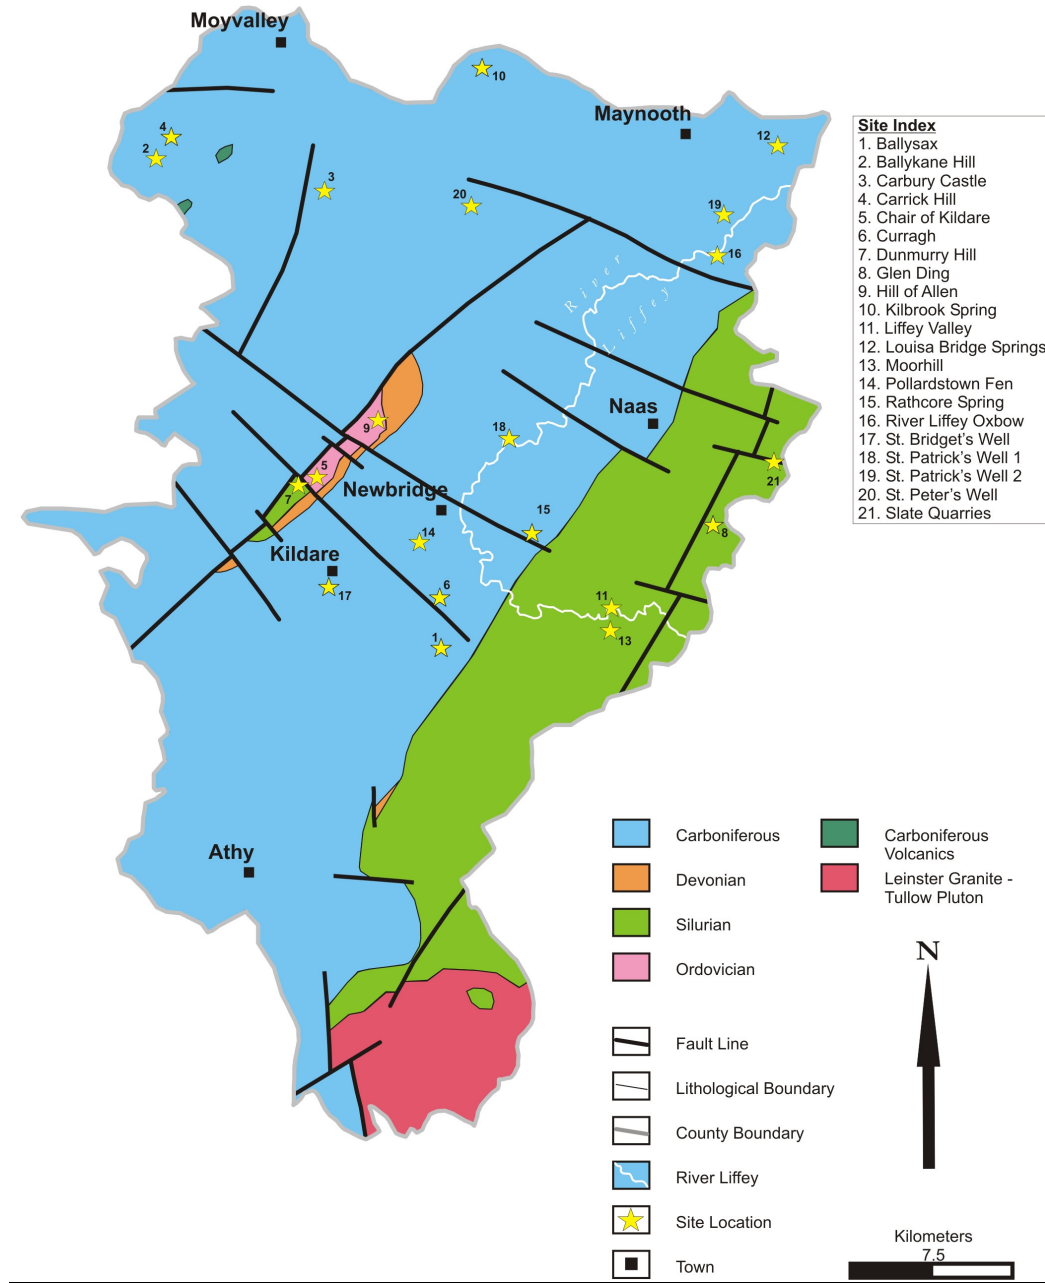 Moyvalley
10
Maynooth
4
12
2
3
20
19
16
River
Liffey
Site Index
1. Ballysax
2. Ballykane Hill
3. Carbury Castle
4. Carrick Hill
5. Chair of Kildare
6. Curragh
7. Dunmurry Hill
8. Glen Ding
9. Hill of Allen
10. Kilbrook Spring
11. Liffey Valley
12. Louisa Bridge Springs
13. Moorhill
14. Pollardstown Fen
15. Rathcore Spring
16. River Liffey Oxbow
17. St. Bridget's Well
18. St. Patrick's Well 1
19. St. Patrick's Well 2
20. St. Peter's Well
21. Slate Quarries
Naas
9
18
5
7
Newbridge
21
15
14
8
Kildare
17
6
11
1
13
Athy
Carboniferous
Devonian
Silurian
Ordovician
Carboniferous
Volcanics
Leinster Granite -
Tullow Pluton
N
Fault Line
Lithological Boundary
County Boundary
River Liffey
Site Location
Town
Kilometers
7.5